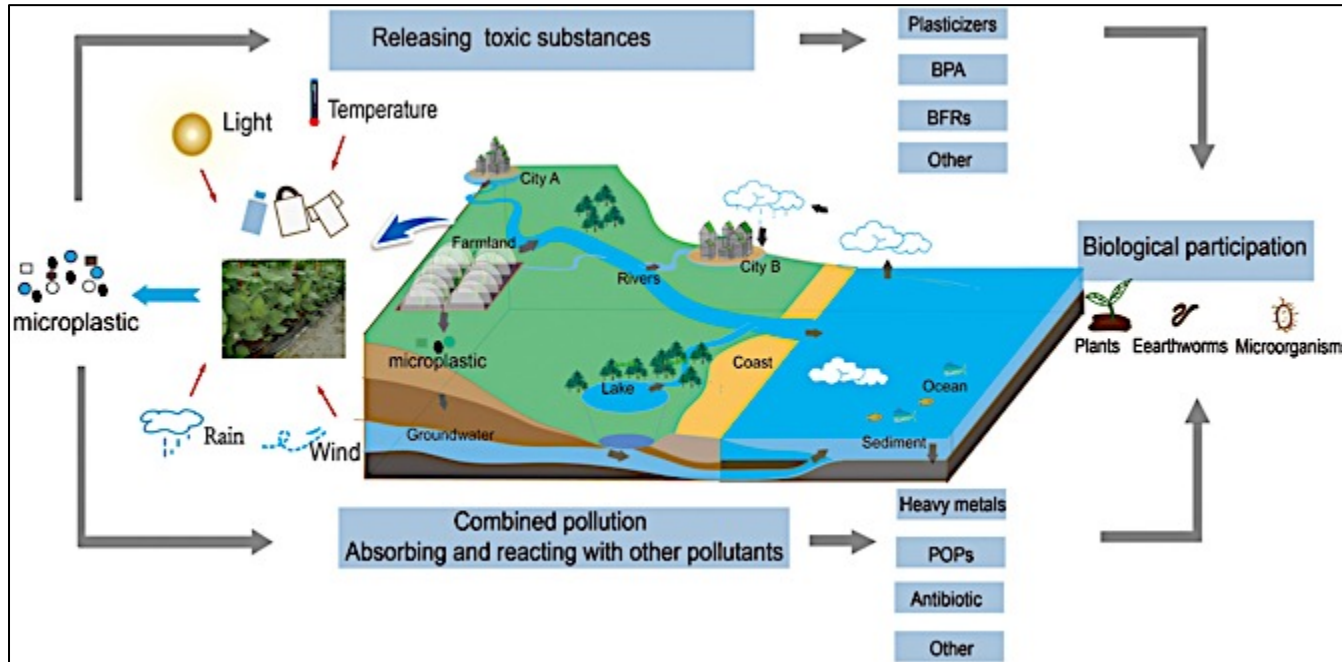 Releasing toxic substances
Plasticizers
BPA
BFRs
Other
Light
Temperature
City A
Farmland
Rivers
City B
microplastic
microplastic
Lake
Coast
Ocean
Sediment
Groundwater
Rain
Wind
Biological participation
Plants
Eearthworms
Microorganisms
Combined pollution
Absorbing and reacting with other pollutants
Heavy metals
POPs
Antibiotic
Other